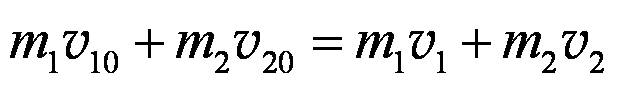 m₁v₁₀ + m₂v₂₀ = m₁v₁ + m₂v₂